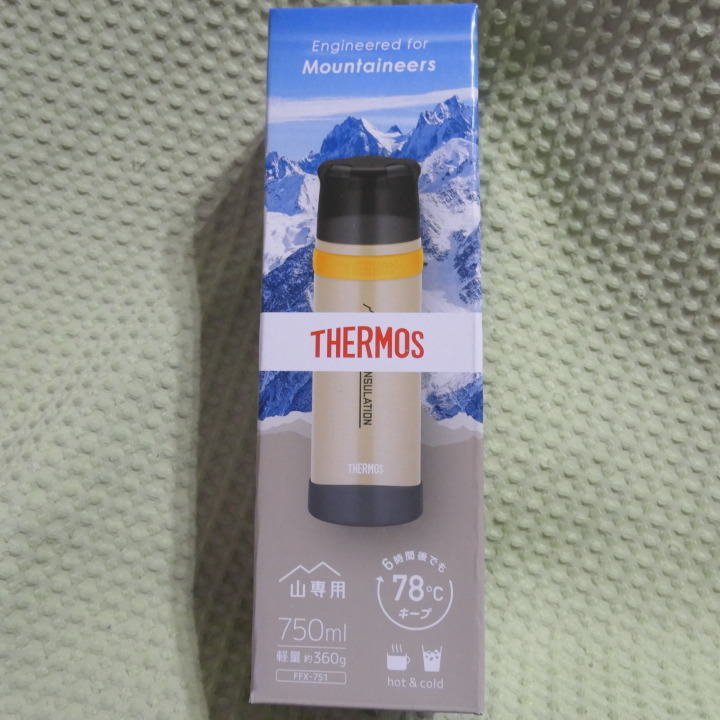 Engineered for
Mountaineers
THERMOS
INSULATION
THERMOS
山専用
6時間後でも
78℃
キープ
750ml
軽量 約360g
FFX-751
hot & cold